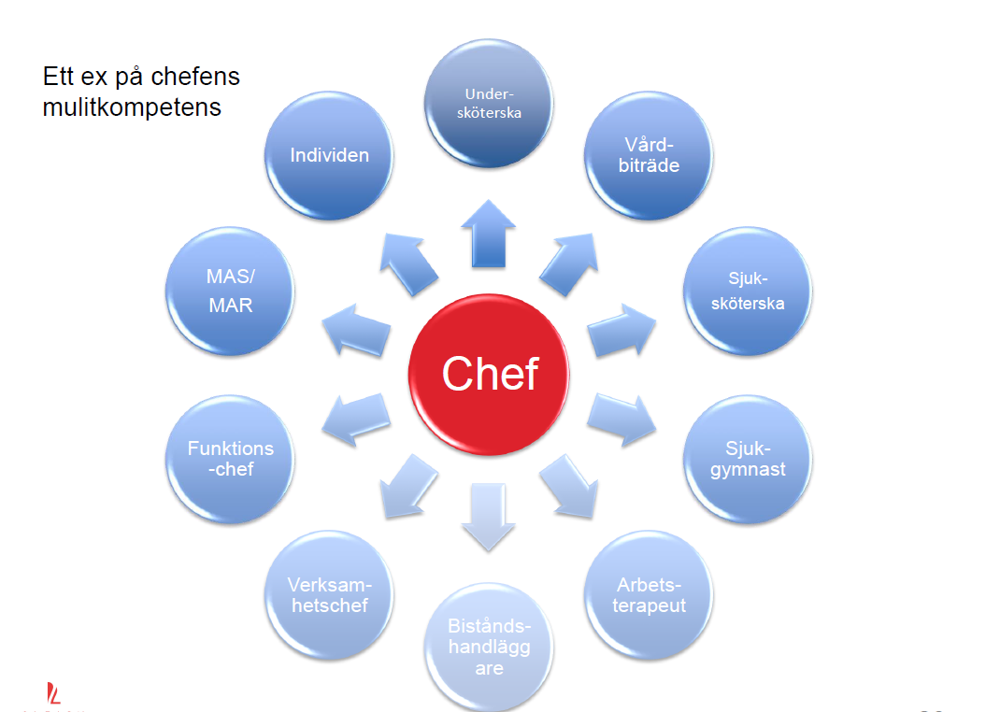 Ett ex på chefens
mulitkompetens
Under-
sköterska
Vård-
biträde
Sjuk-
sköterska
Sjuk-
gymnast
Arbets-
terapeut
Bistånds-
handlägg
are
Verksam-
hetschef
Funktions
-chef
MAS/
MAR
Individen
Chef